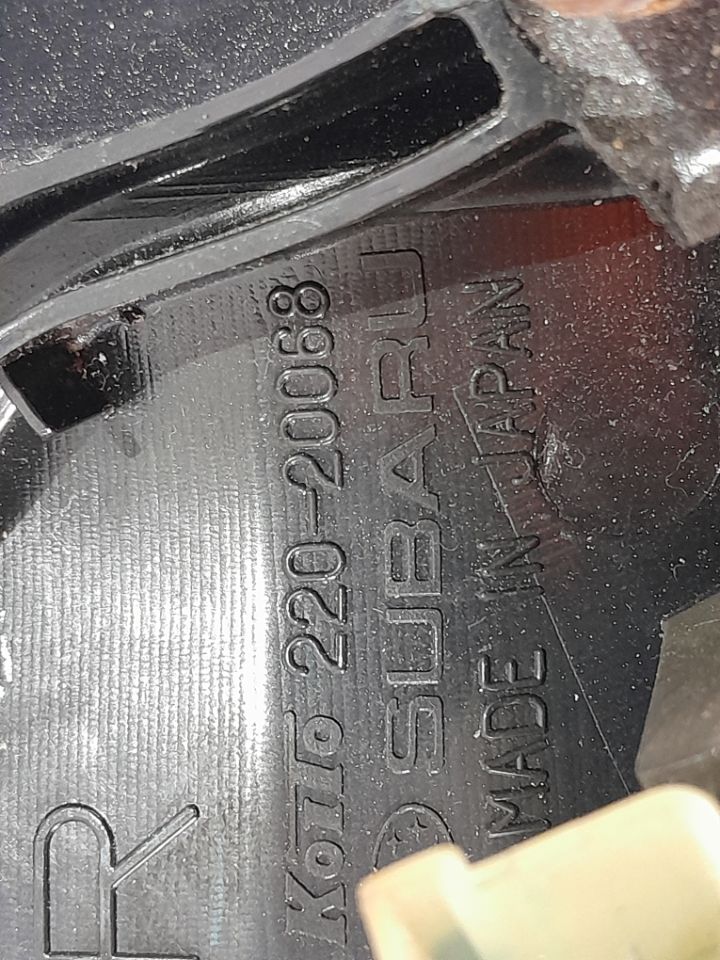 R
KOITO 220-20068
SUBARU
MADE IN JAPAN